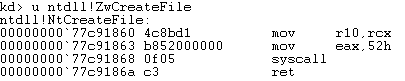 kd> u ntdll!ZwCreateFile
ntdll!NtCreateFile:
00000000`77c91860 4c8bd1          mov     r10,rcx
00000000`77c91863 b852000000      mov     eax,52h
00000000`77c91868 0f05            syscall
00000000`77c9186a c3              ret